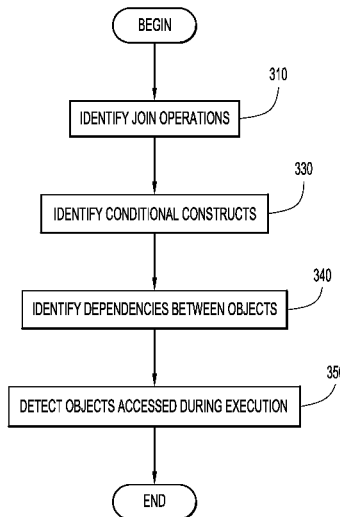 BEGIN
310
IDENTIFY JOIN OPERATIONS
330
IDENTIFY CONDITIONAL CONSTRUCTS
340
IDENTIFY DEPENDENCIES BETWEEN OBJECTS
350
DETECT OBJECTS ACCESSED DURING EXECUTION
END